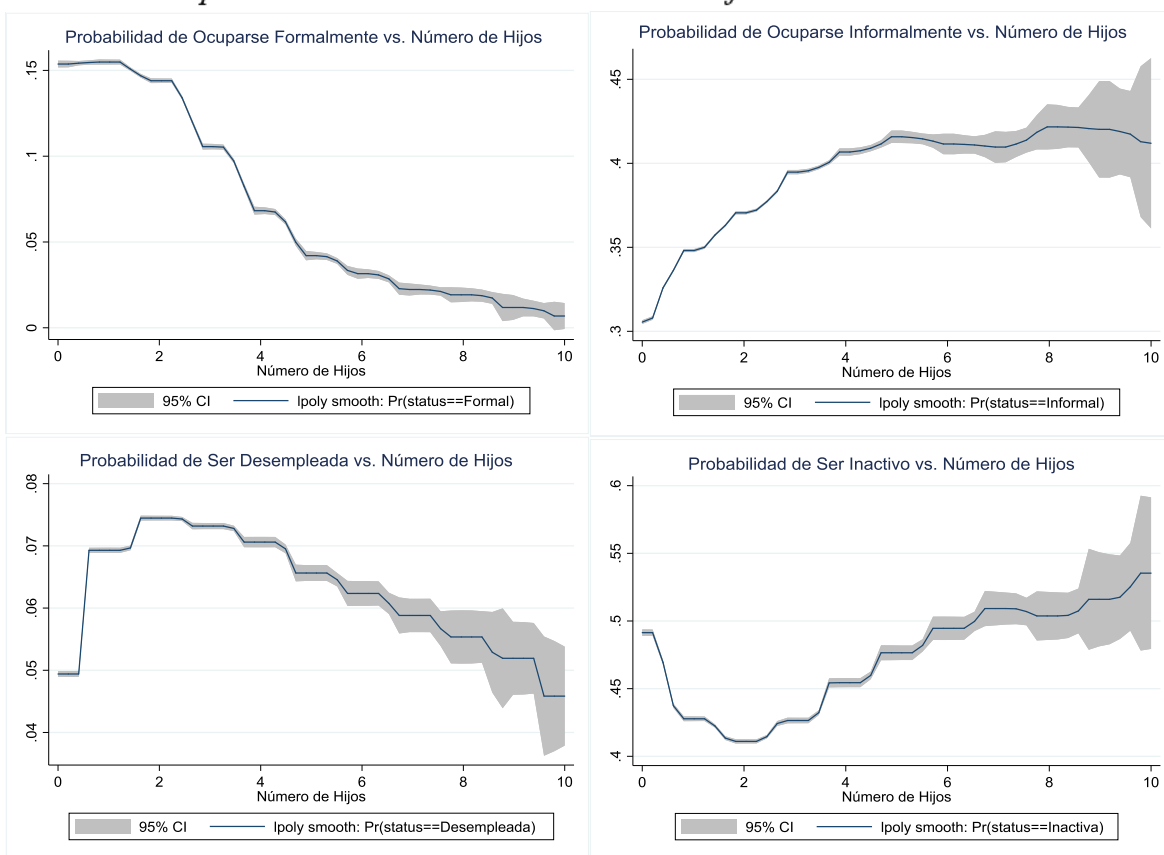 Probabilidad de Ocuparse Formalmente vs. Número de Hijos
.15
.1
.05
0
0 2 4 6 8 10
Número de Hijos
95% CI lpoly smooth: Pr(status==Formal)
Probabilidad de Ocuparse Informalmente vs. Número de Hijos
.45
.4
.35
.3
0 2 4 6 8 10
Número de Hijos
95% CI lpoly smooth: Pr(status==Informal)
Probabilidad de Ser Desempleada vs. Número de Hijos
.08
.07
.06
.05
.04
0 2 4 6 8 10
Número de Hijos
95% CI lpoly smooth: Pr(status==Desempleada)
Probabilidad de Ser Inactivo vs. Número de Hijos
.6
.55
.5
.45
.4
0 2 4 6 8 10
Número de Hijos
95% CI lpoly smooth: Pr(status==Inactiva)